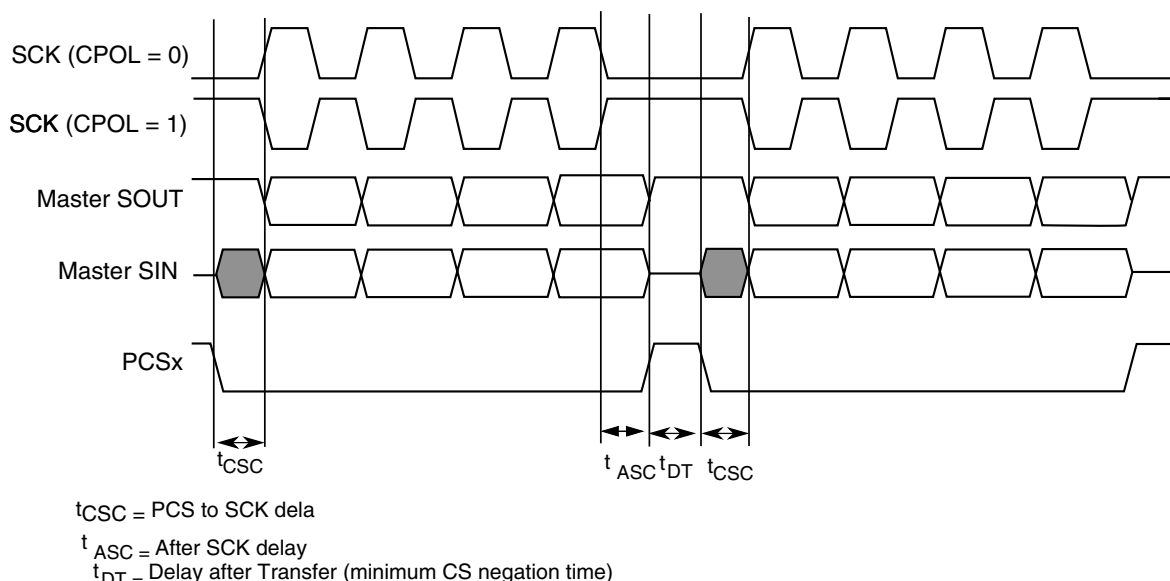 SCK (CPOL = 0)
SCK (CPOL = 1)
Master SOUT
Master SIN
PCSx
tCSC
t ASC
tDT
tCSC
tCSC = PCS to SCK dela
t ASC = After SCK delay
tDT = Delay after Transfer (minimum CS negation time)